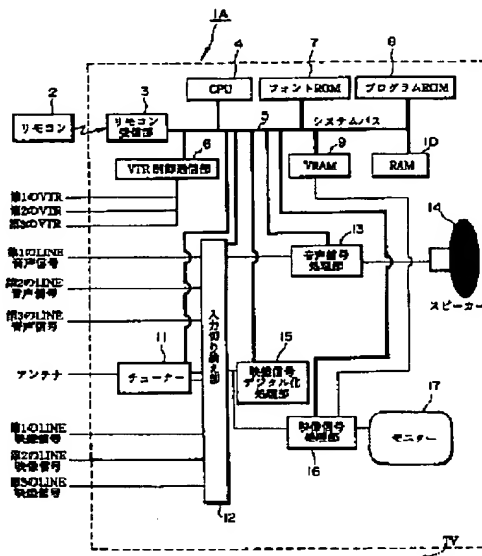 1A
4
7
8
CPU
フォントROM
プログラムROM
2
3
リモコン
リモコン
受信部
5
システムバス
6
9
10
VTR制御通信部
VRAM
RAM
第1のVTR
第2のVTR
第3のVTR
13
14
第1のLINE
音声信号
音声信号
処理部
第2のLINE
音声信号
スピーカー
第3のLINE
音声信号
入力切り換え部
11
15
アンテナ
チューナー
映像信号
デジタル化
処理部
17
第1のLINE
映像信号
映像信号
処理部
モニター
第2のLINE
映像信号
16
第3のLINE
映像信号
12
TV